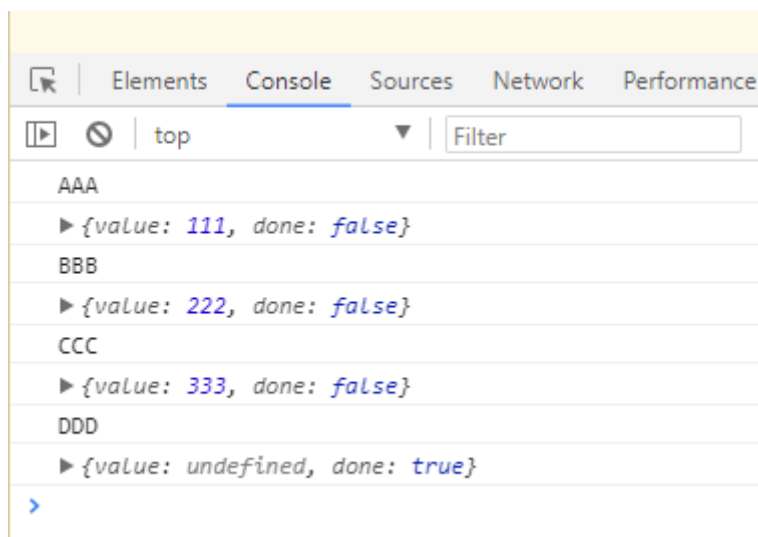 Elements Console Sources Network Performance
top Filter
AAA
{value: 111, done: false}
BBB
{value: 222, done: false}
CCC
{value: 333, done: false}
DDD
{value: undefined, done: true}